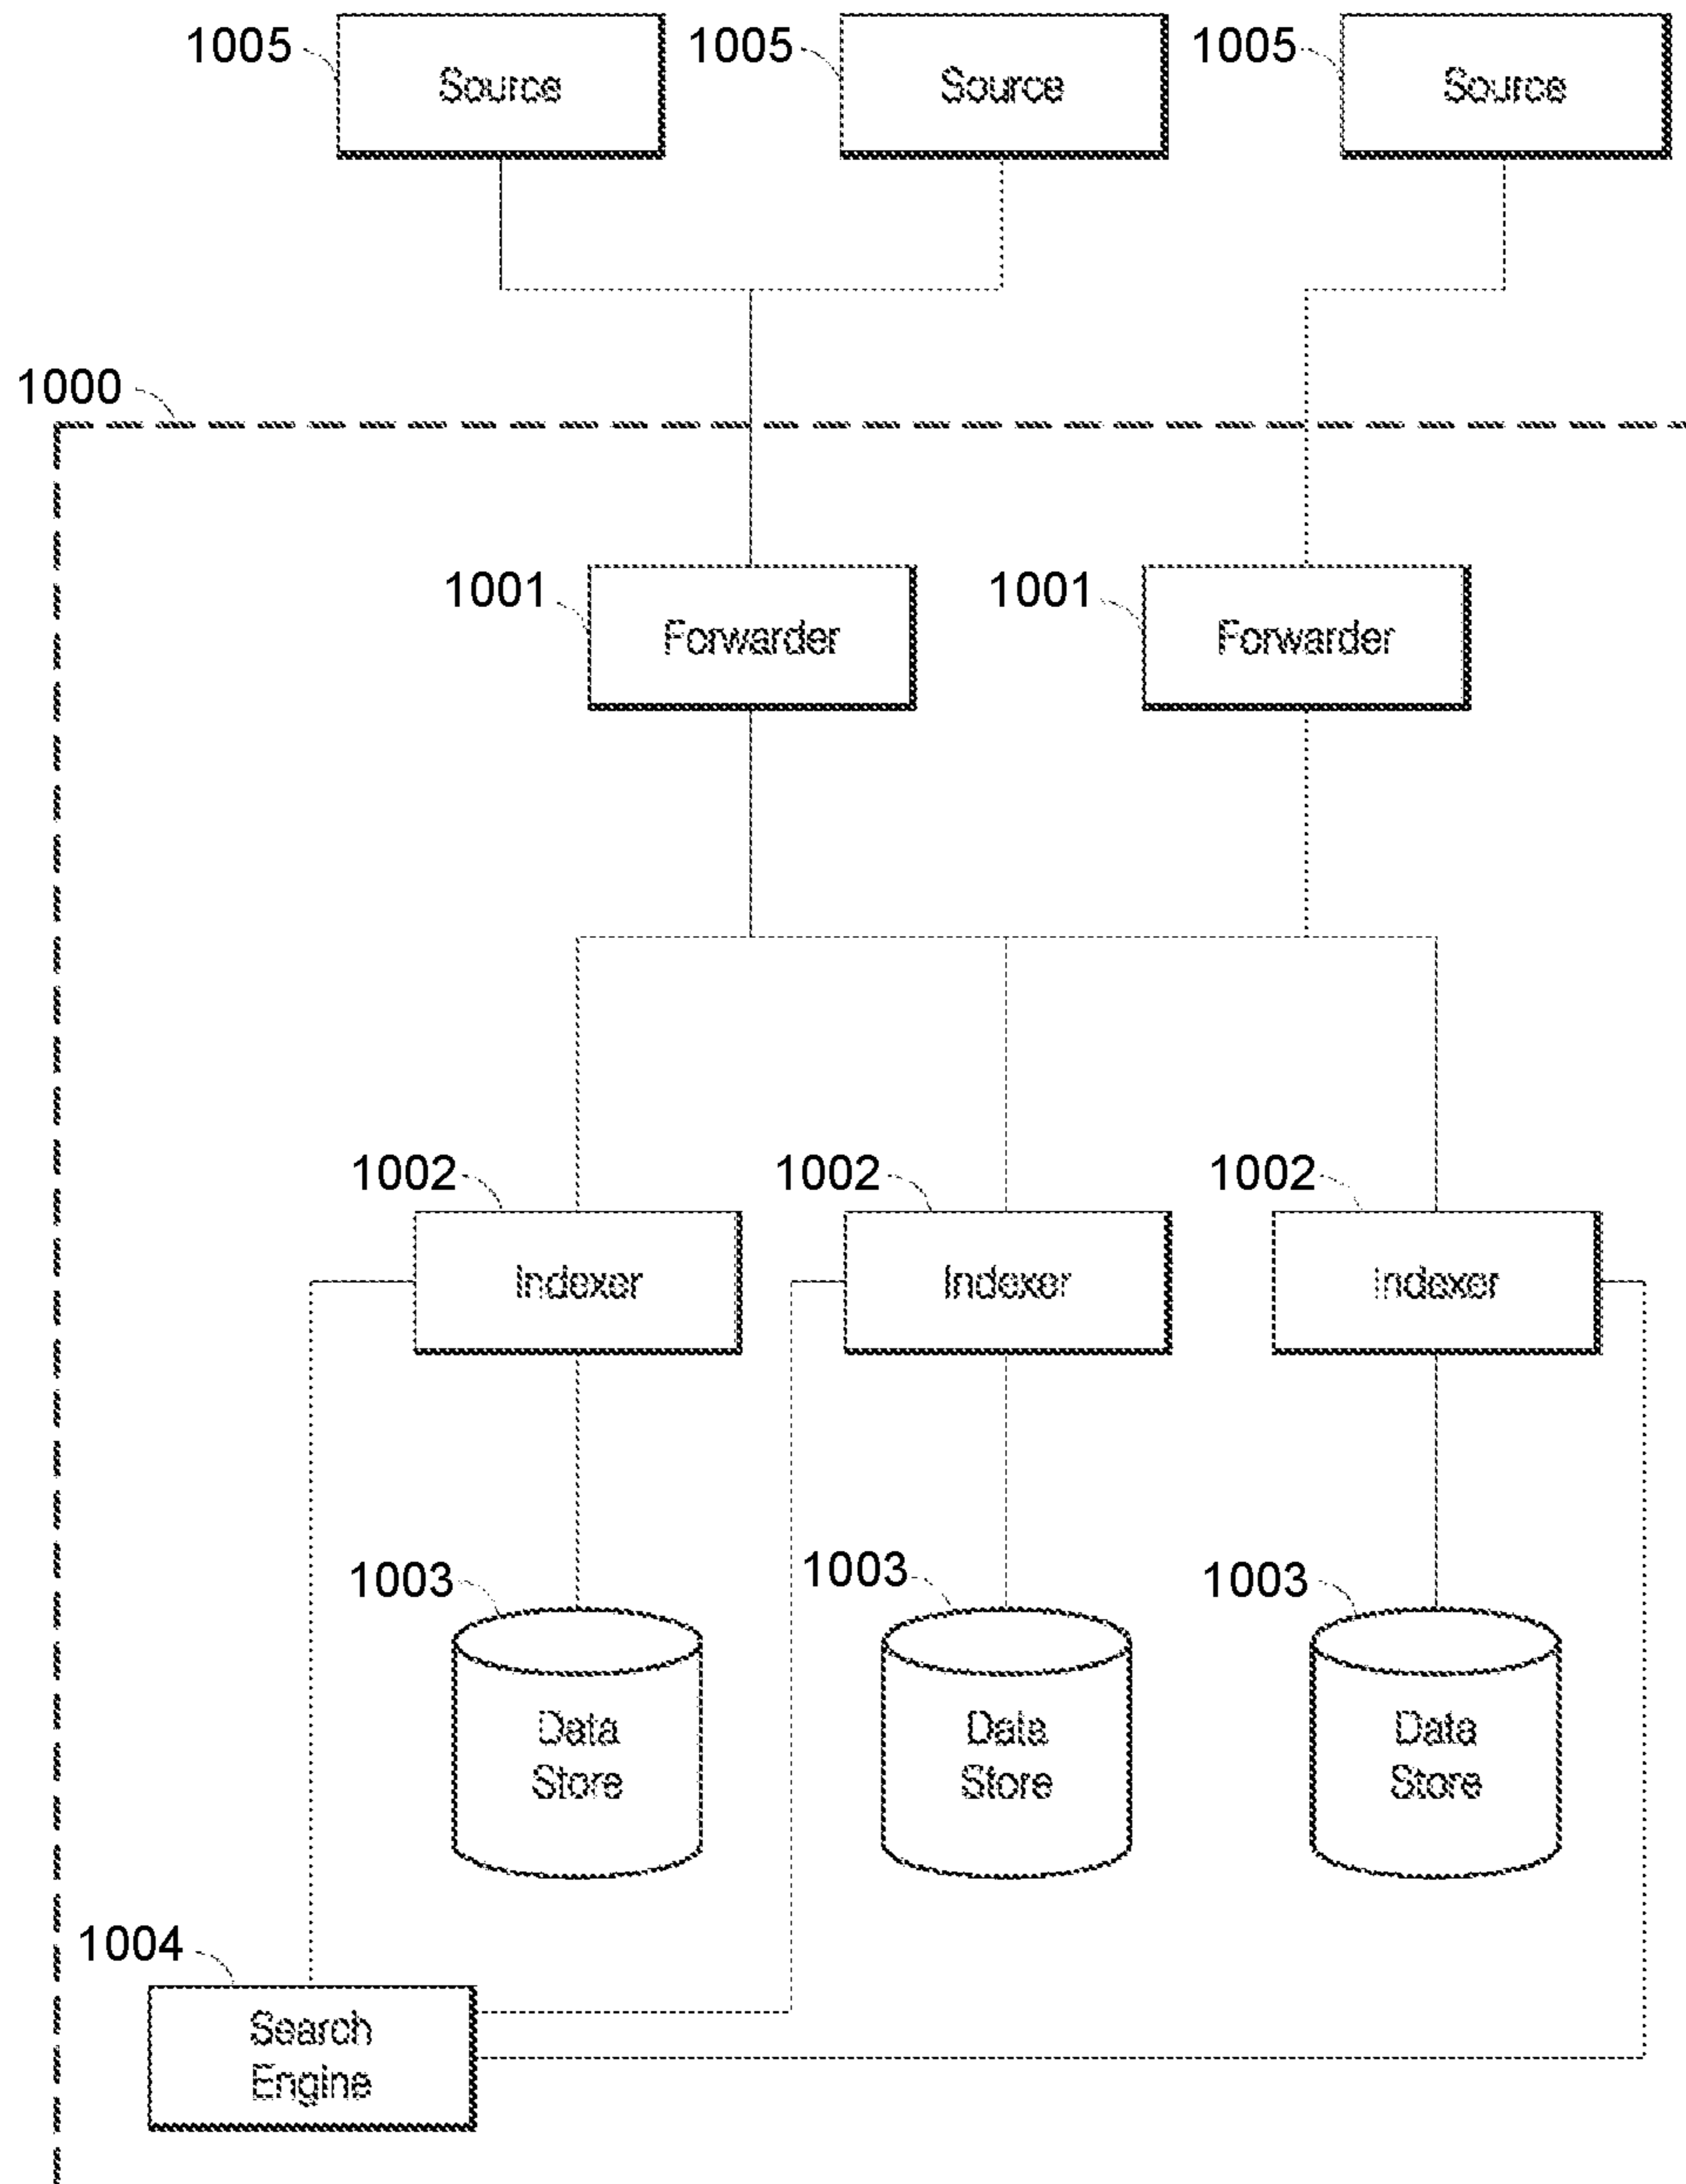 1005
Source
1005
Source
1005
Source
1000
1001
Forwarder
1001
Forwarder
1002
Indexer
1002
Indexer
1002
Indexer
1003
Data
Store
1003
Data
Store
1003
Data
Store
1004
Search
Engine